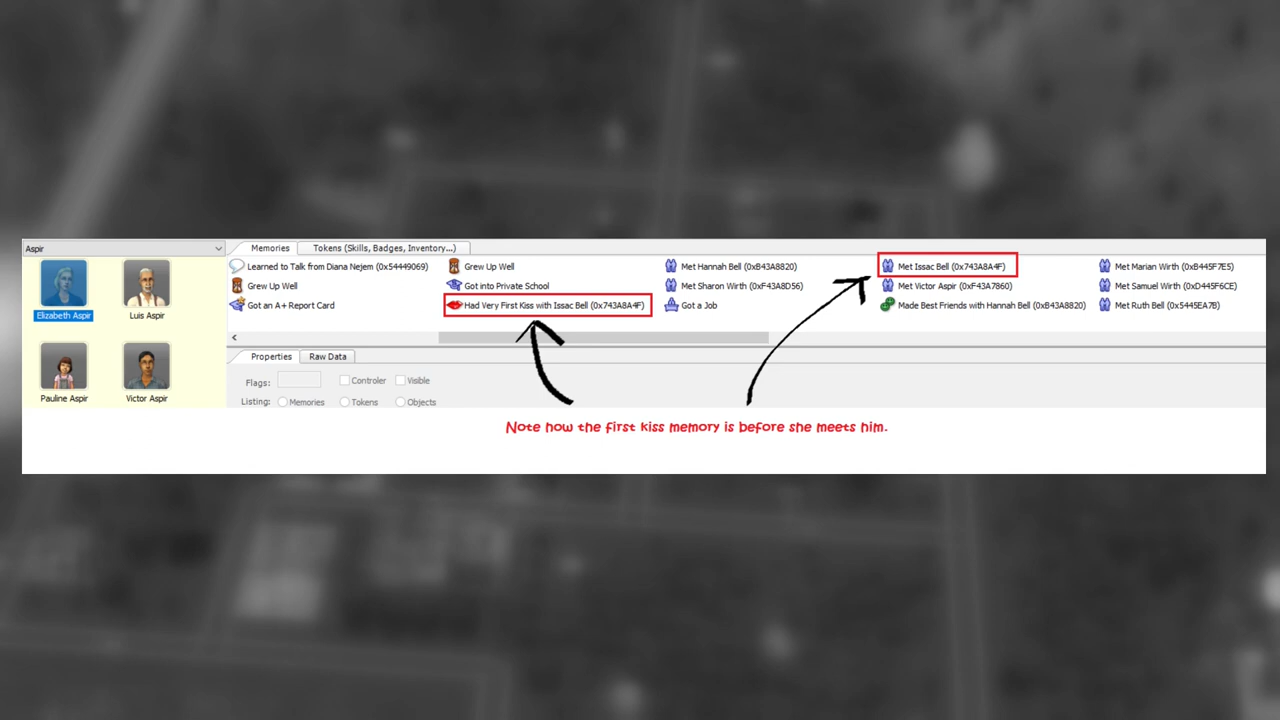 Aspir
Memories Tokens (Skills, Badges, Inventory...)
Learned to Talk from Diana Nejem (0x54449069) Grew Up Well Met Hannah Bell (0xB43A8820) Met Issac Bell (0x743A8A4F) Met Marian Wirth (0xB445F7E5)
Grew Up Well Got into Private School Met Sharon Wirth (0xF43A8D56) Met Victor Aspir (0xF43A7860) Met Samuel Wirth (0xD445F6CE)
Got an A+ Report Card Had Very First Kiss with Issac Bell (0x743A8A4F) Got a Job Made Best Friends with Hannah Bell (0xB43A8820) Met Ruth Bell (0x5445EA7B)
Elizabeth Aspir Luis Aspir
Properties Raw Data
Flags: Controler Visible
Pauline Aspir Victor Aspir
Listing: Memories Tokens Objects
Note how the first kiss memory is before she meets him.